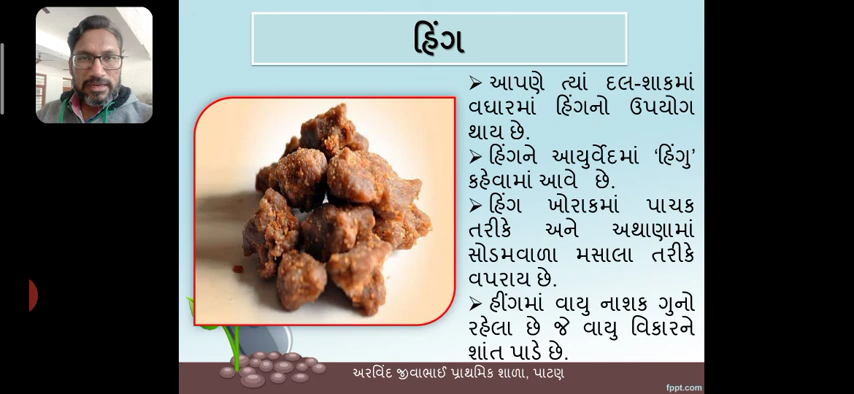 હિંગ
➢ આપણે ત્યાં દલ-શાકમાં
વઘારમાં હિંગનો ઉપયોગ
થાય છે.
➢ હિંગને આયુર્વેદમાં ‘હિંગુ’
કહેવામાં આવે છે.
➢ હિંગ ખોરાકમાં પાચક
તરીકે અને અથાણામાં
સોડમવાળા મસાલા તરીકે
વપરાય છે.
➢ હીંગમાં વાયુ નાશક ગુનો
રહેલા છે જે વાયુ વિકારને
શાંત પાડે છે.
અરવિંદ જીવાભાઈ પ્રાથમિક શાળા, પાટણ
fppt.com